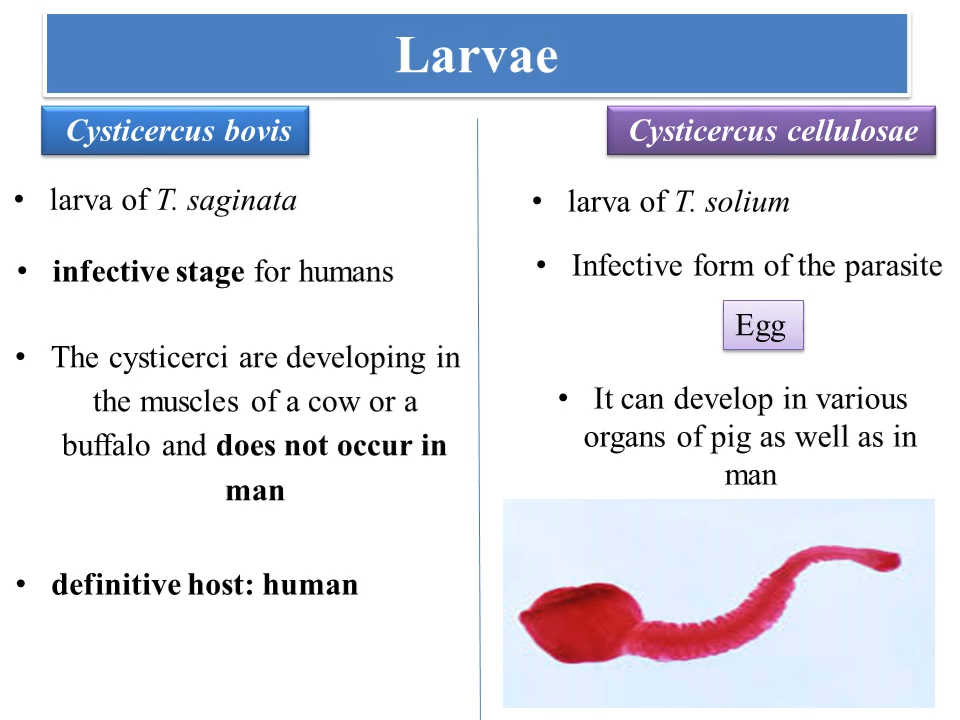 Larvae
Cysticercus bovis
• larva of T. saginata
• infective stage for humans
• The cysticerci are developing in
the muscles of a cow or a
buffalo and does not occur in
man
• definitive host: human
Cysticercus cellulosae
• larva of T. solium
• Infective form of the parasite
Egg
• It can develop in various
organs of pig as well as in
man